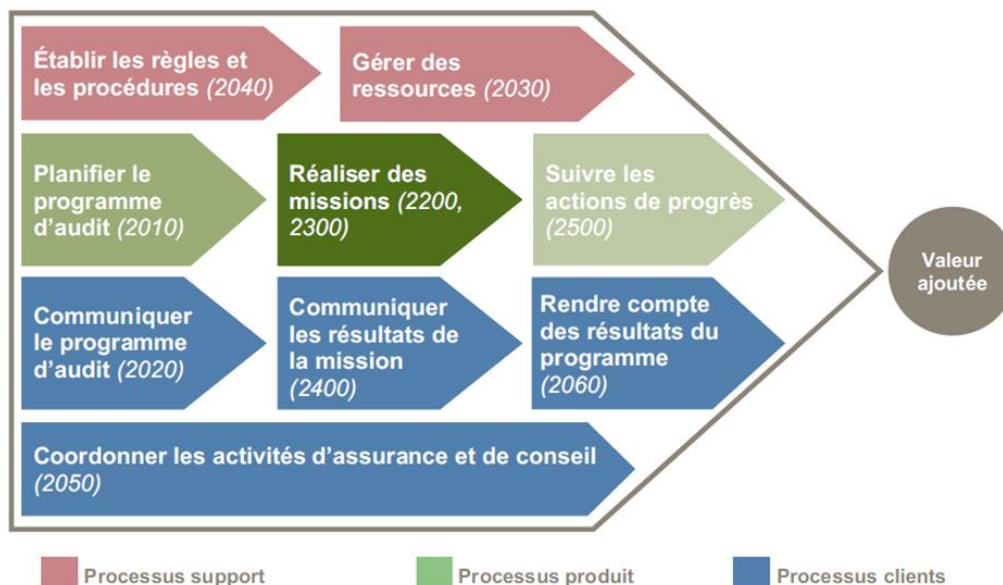 Établir les règles et
les procédures (2040)
Gérer des
ressources (2030)
Planifier le
programme
d'audit (2010)
Réaliser des
missions (2200,
2300)
Suivre les
actions de progrès
(2500)
Communiquer
le programme
d'audit (2020)
Communiquer
les résultats de
la mission
(2400)
Rendre compte
des résultats du
programme
(2060)
Coordonner les activités d'assurance et de conseil
(2050)
Valeur
ajoutée
Processus support
Processus produit
Processus clients